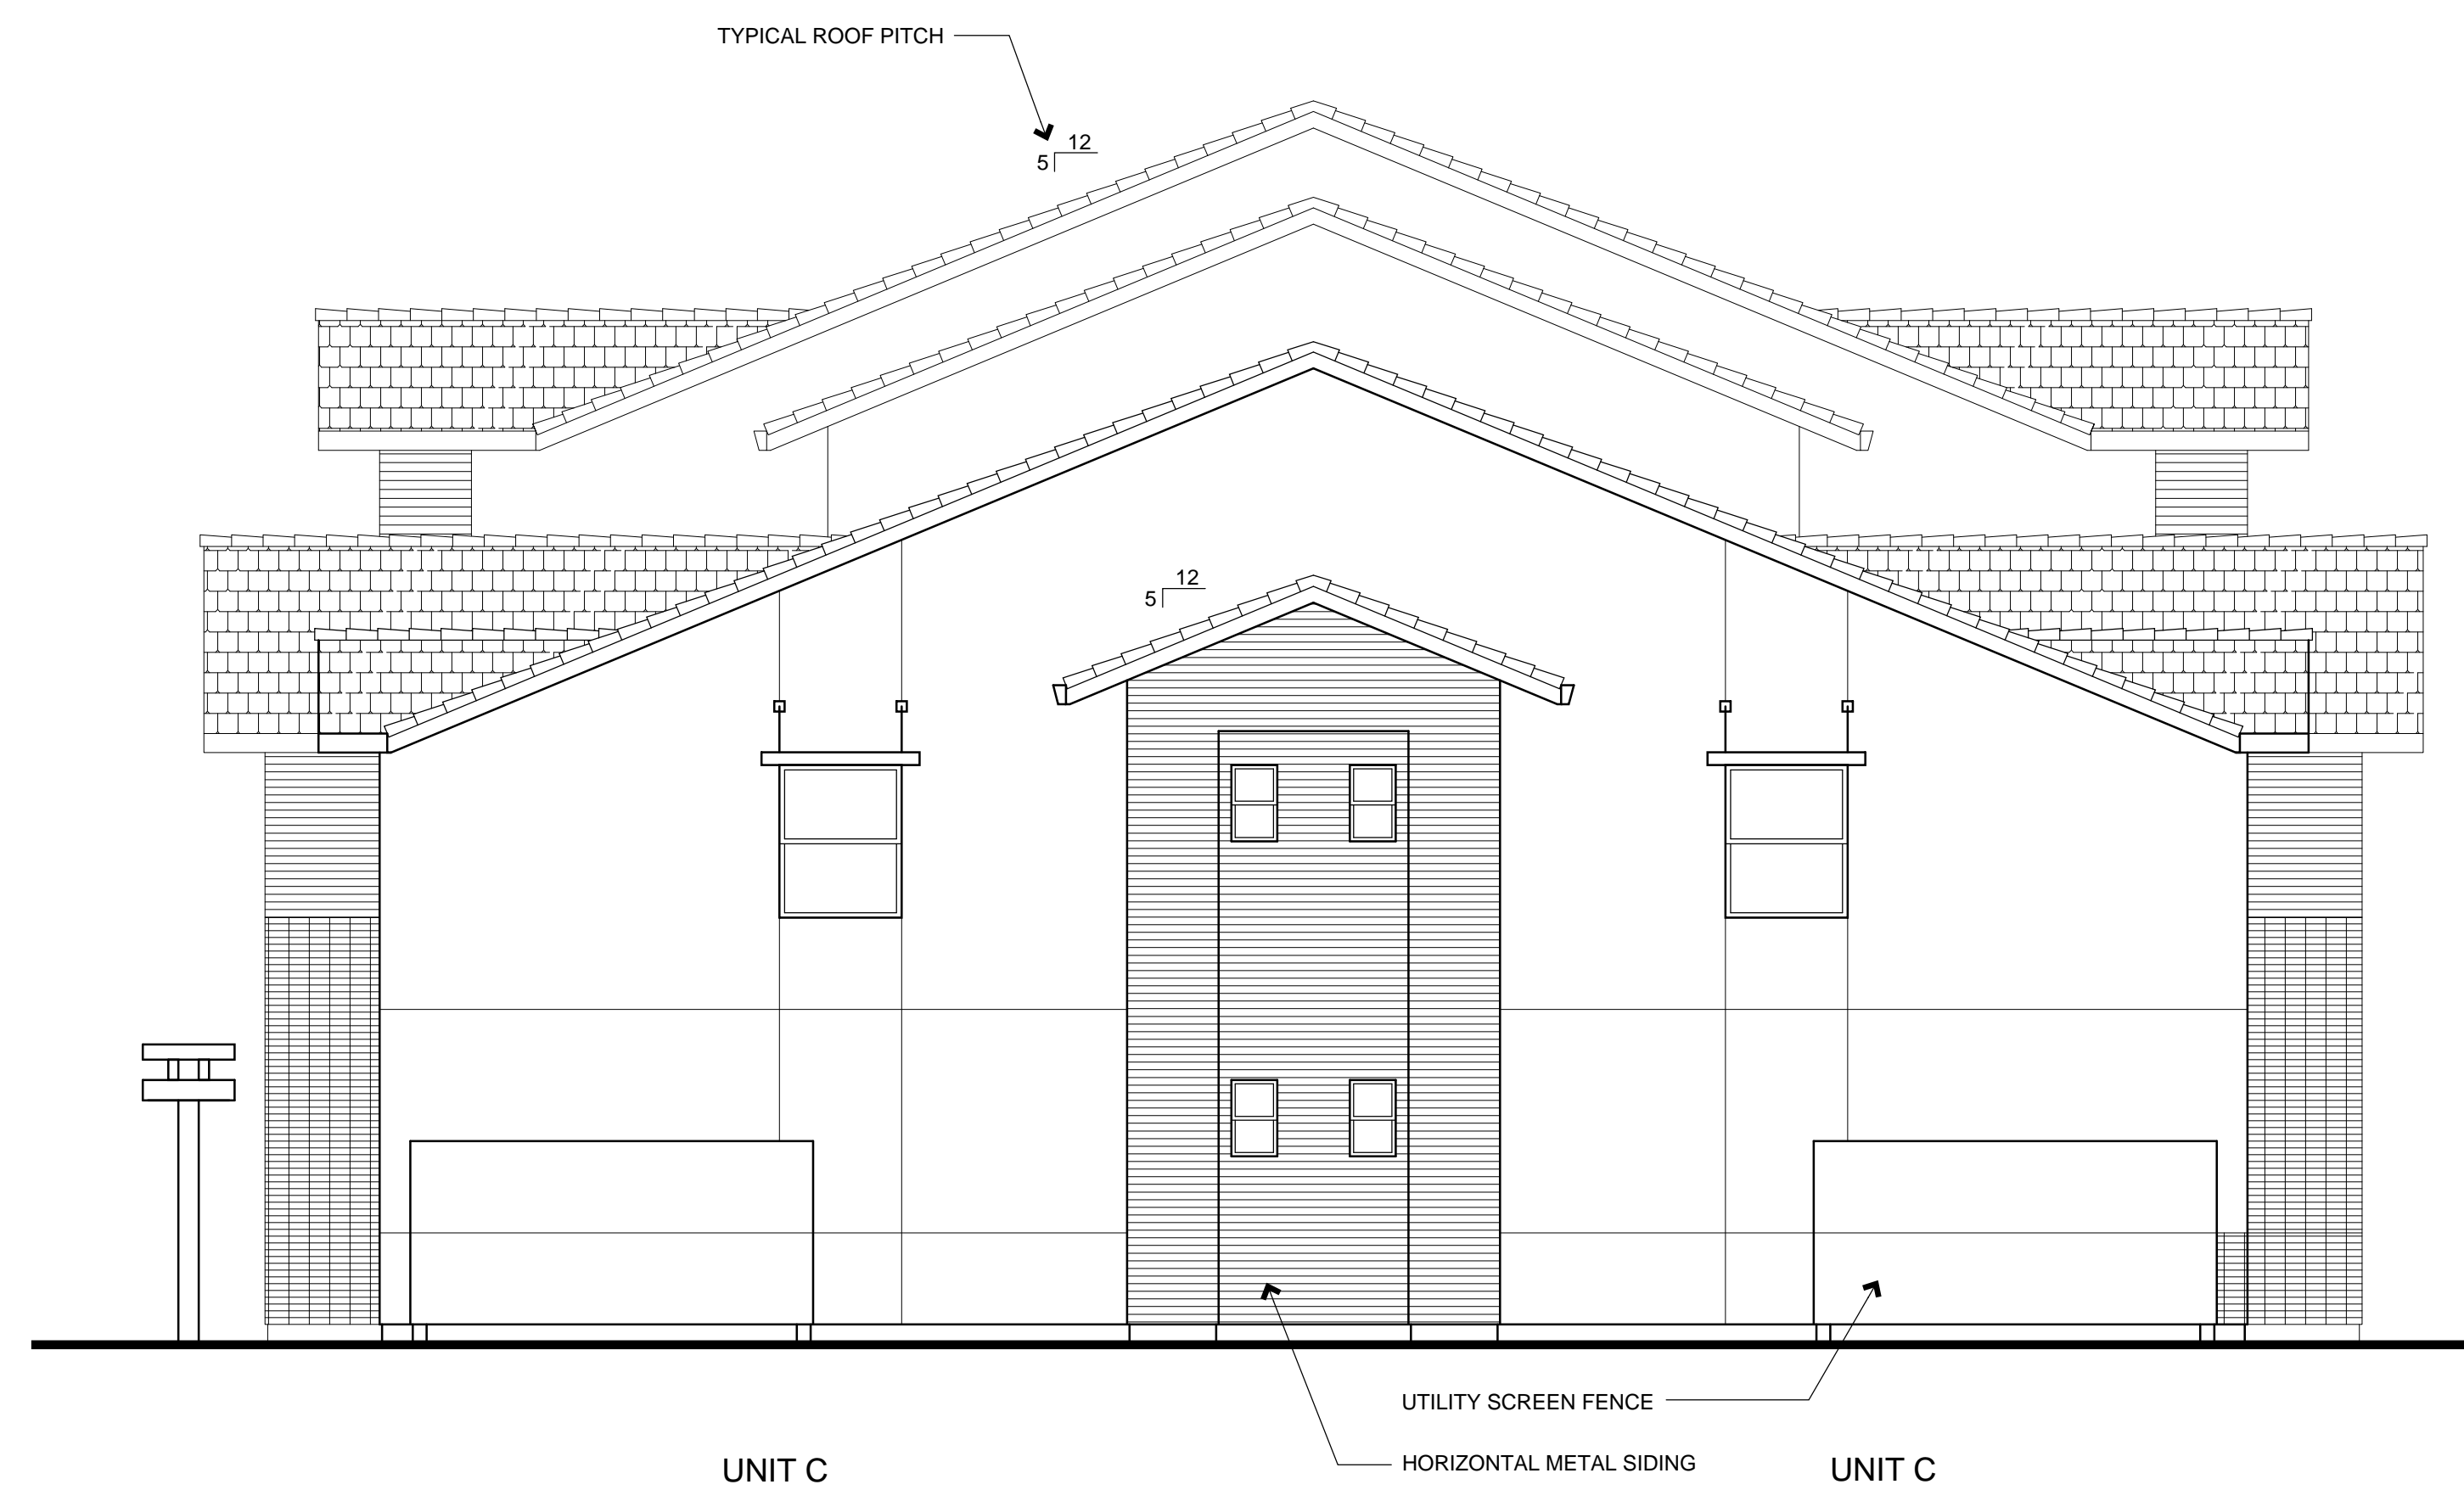 TYPICAL ROOF PITCH
12
5
12
5
UTILITY SCREEN FENCE
HORIZONTAL METAL SIDING
UNIT C
UNIT C